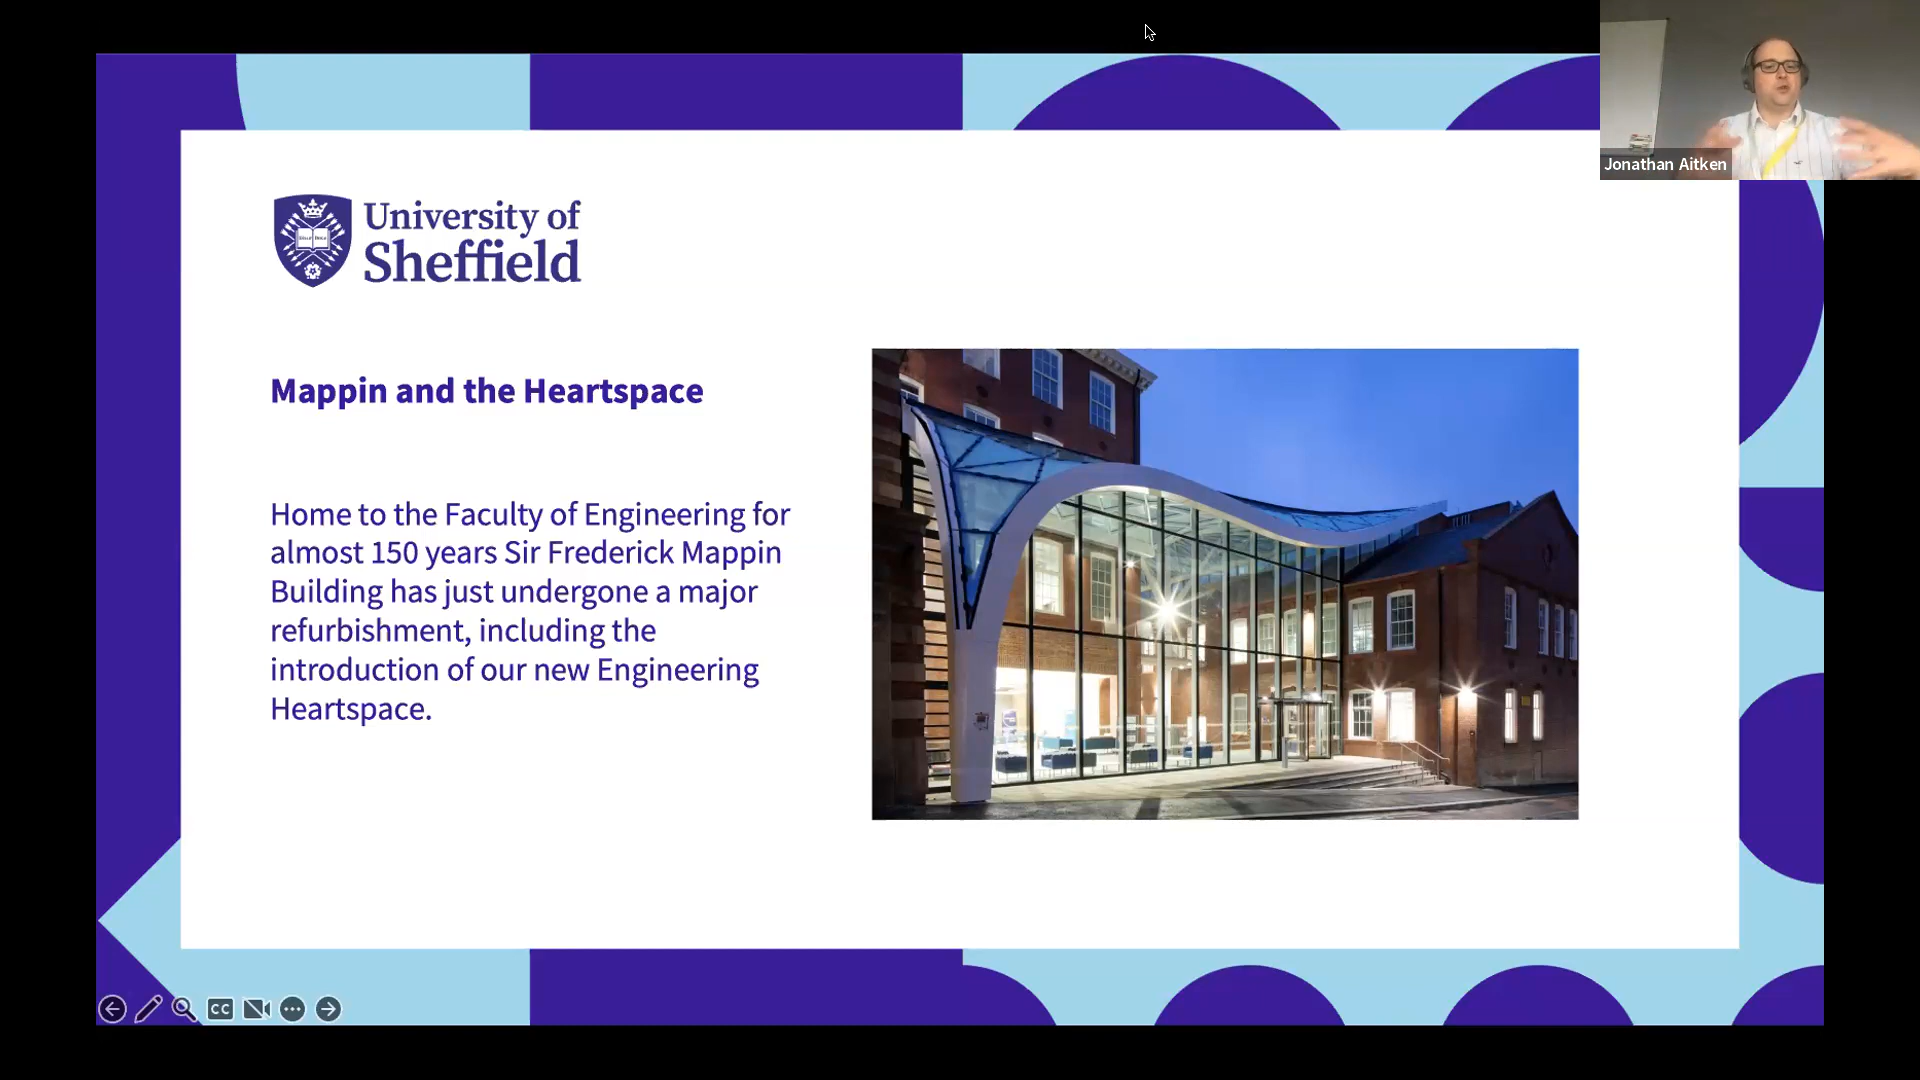 Jonathan Aitken
University of
Sheffield
Mappin and the Heartspace
Home to the Faculty of Engineering for
almost 150 years Sir Frederick Mappin
Building has just undergone a major
refurbishment, including the
introduction of our new Engineering
Heartspace.
CC